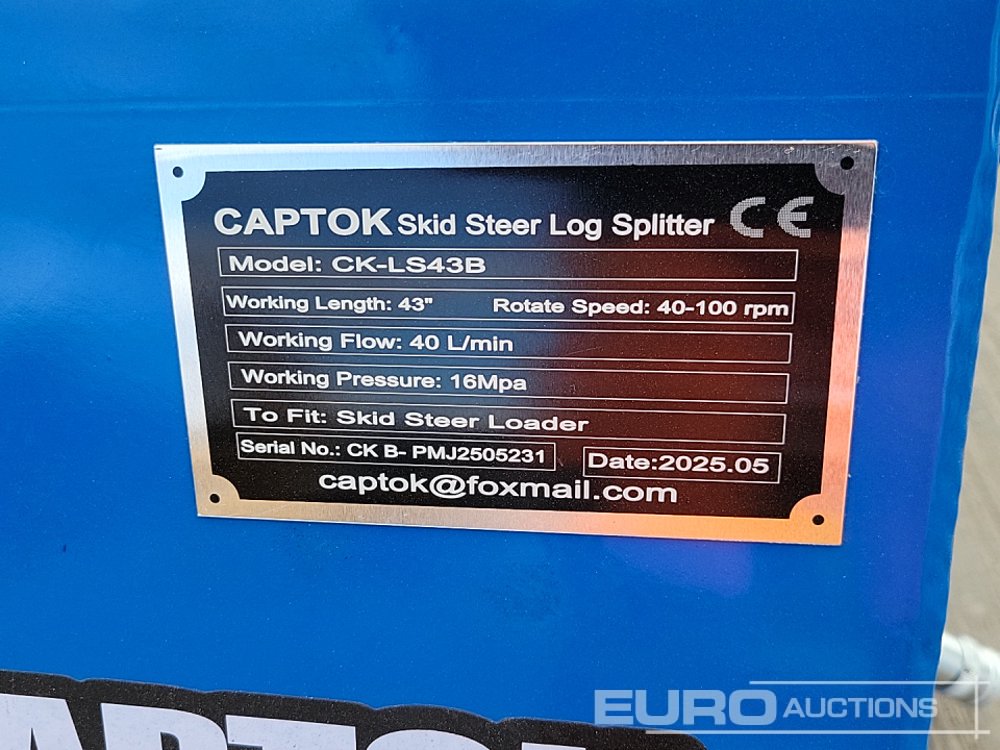 CAPTOK Skid Steer Log Splitter CE
Model: CK-LS43B
Working Length: 43" Rotate Speed: 40-100 rpm
Working Flow: 40 L/min
Working Pressure: 16Mpa
To Fit: Skid Steer Loader
Serial No.: CK B- PMJ2505231 Date:2025.05
captok@foxmail.com
EURO AUCTIONS